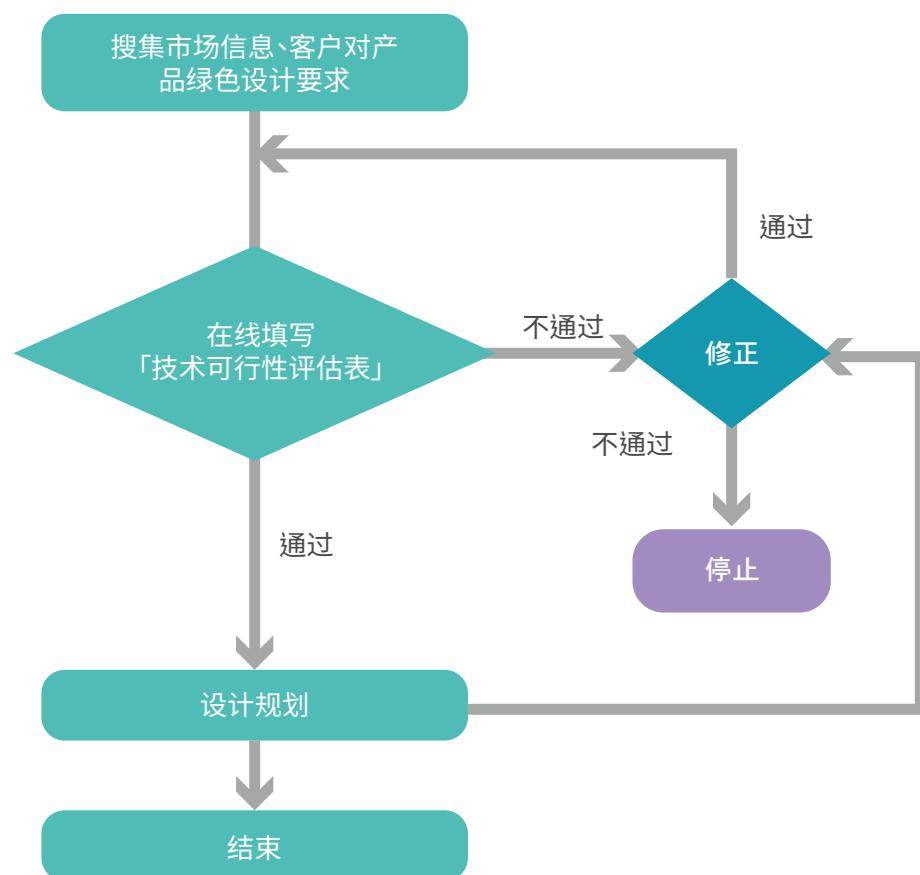 搜集市场信息、客户对产
品绿色设计要求
通过
在线填写
「技术可行性评估表」
不通过
修正
不通过
通过
停止
设计规划
结束